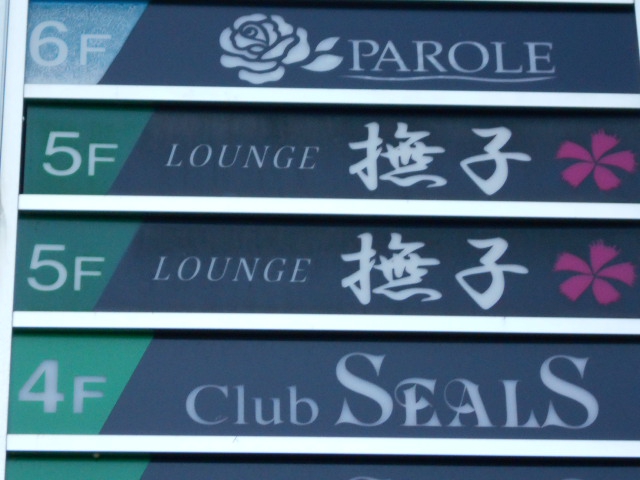 6F PAROLE
5F LOUNGE 撫子
5F LOUNGE 撫子
4F Club SEALS